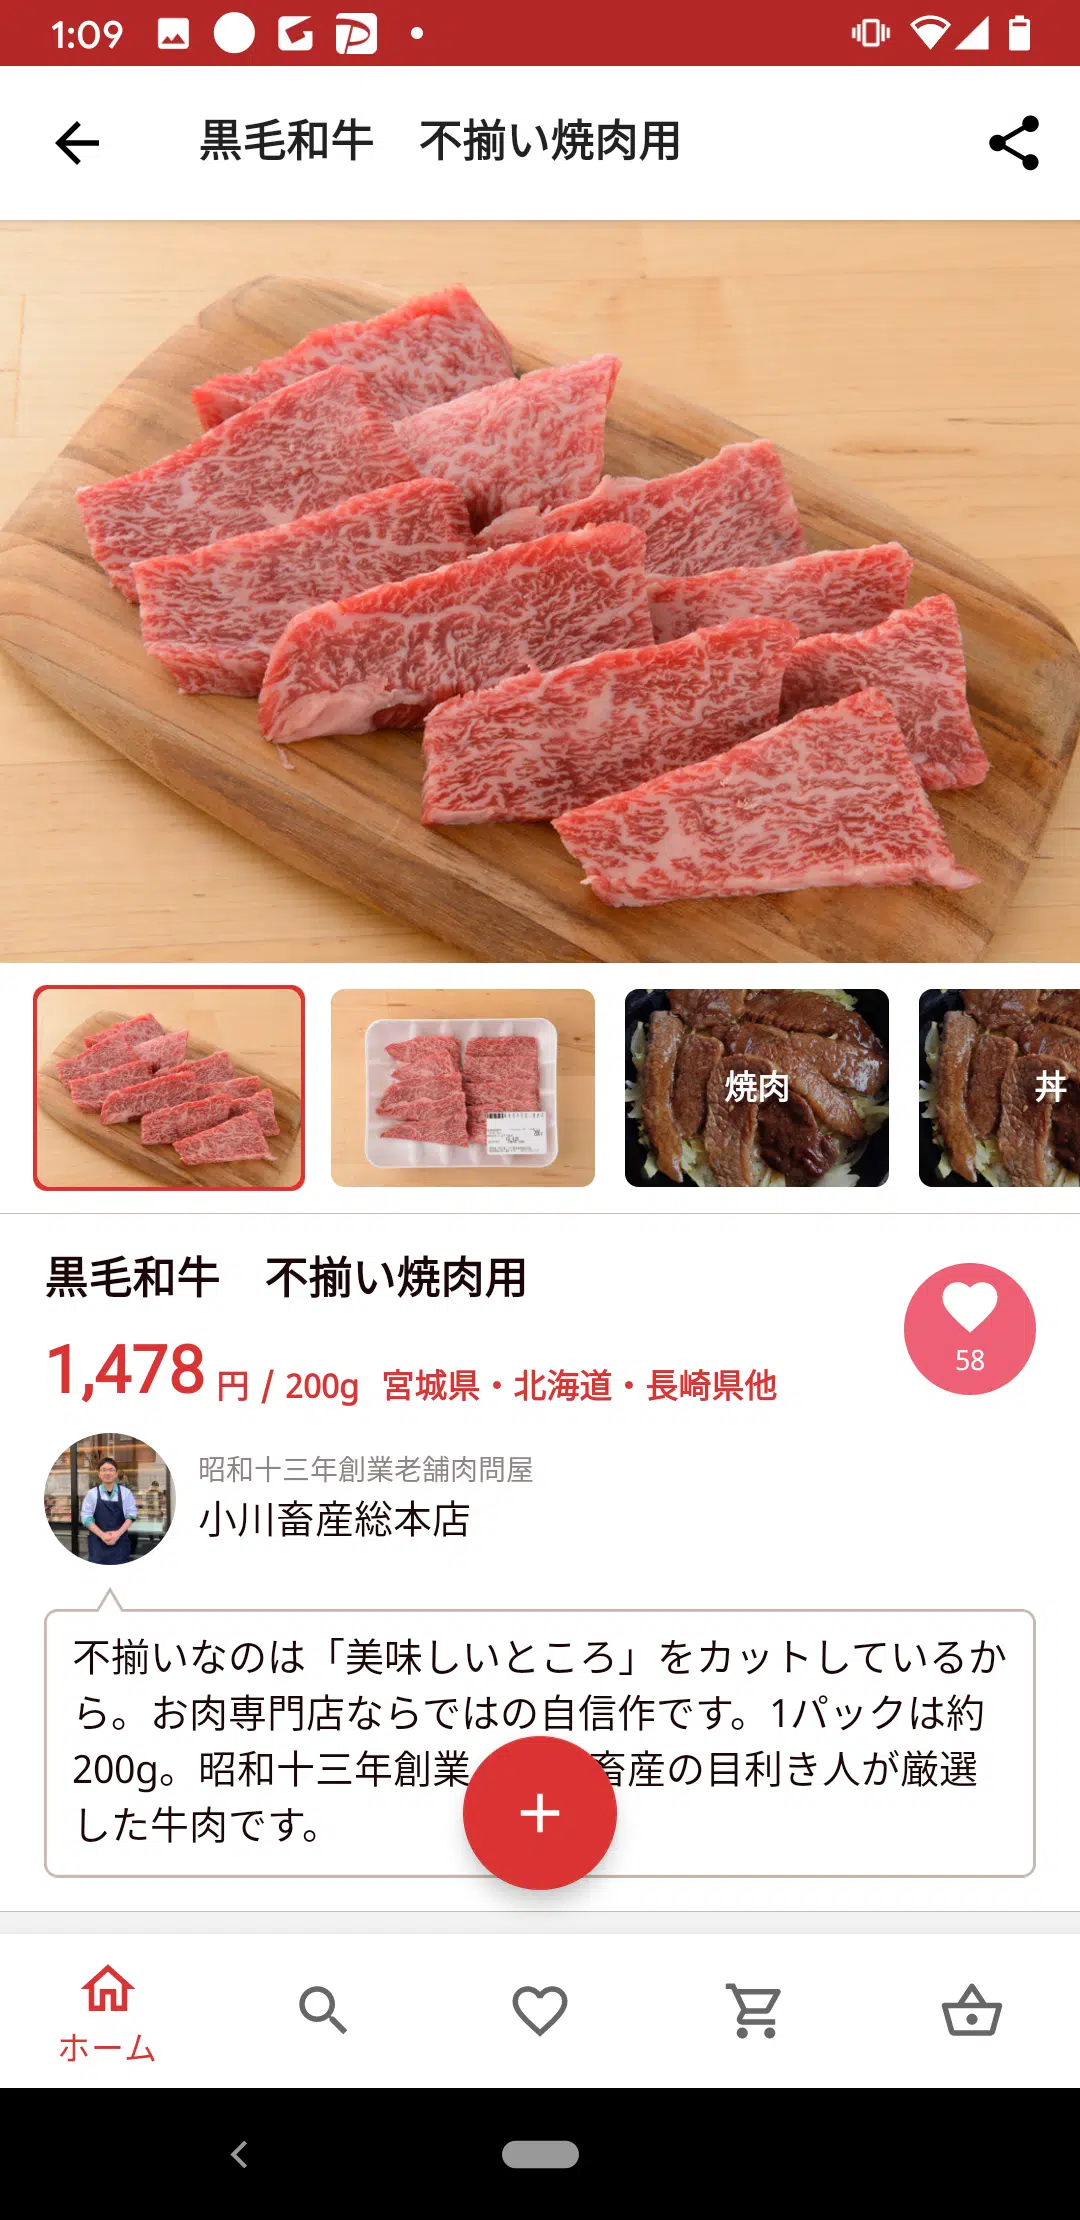 1:09
黒毛和牛　不揃い焼肉用
焼肉
丼
黒毛和牛　不揃い焼肉用
58
1,478 円 / 200g 宮城県・北海道・長崎県他
昭和十三年創業老舗肉問屋
小川畜産総本店
不揃いなのは「美味しいところ」をカットしているか
ら。お肉専門店ならではの自信作です。1パックは約
200g。昭和十三年創業 畜産の目利き人が厳選
した牛肉です。
ホーム